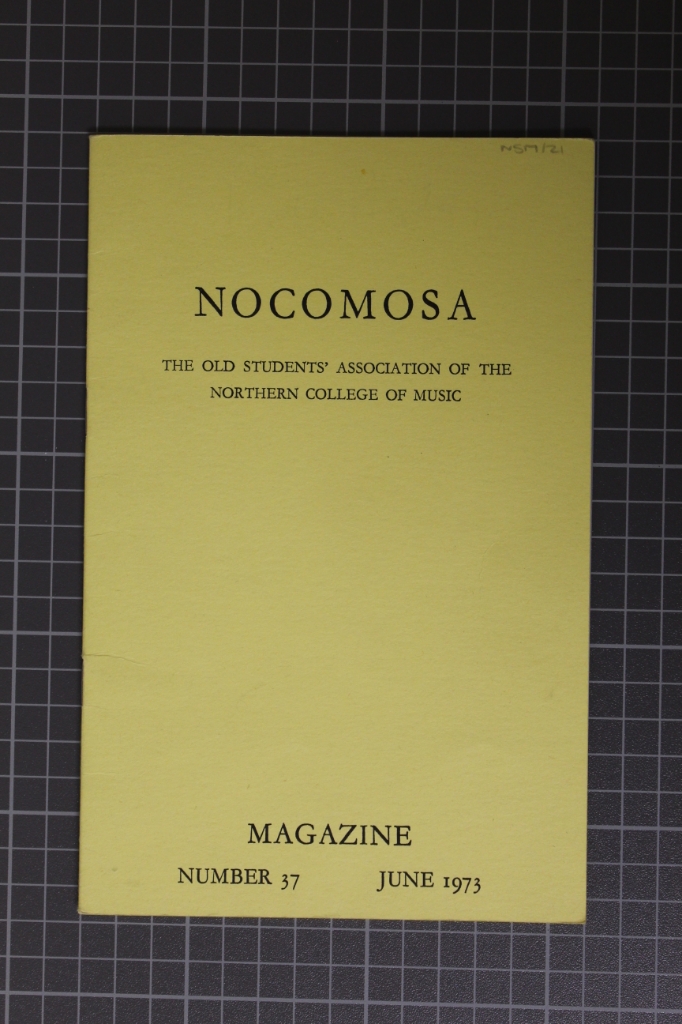 NSM/21
NOCOMOSA
THE OLD STUDENTS' ASSOCIATION OF THE
NORTHERN COLLEGE OF MUSIC
MAGAZINE
NUMBER 37 JUNE 1973